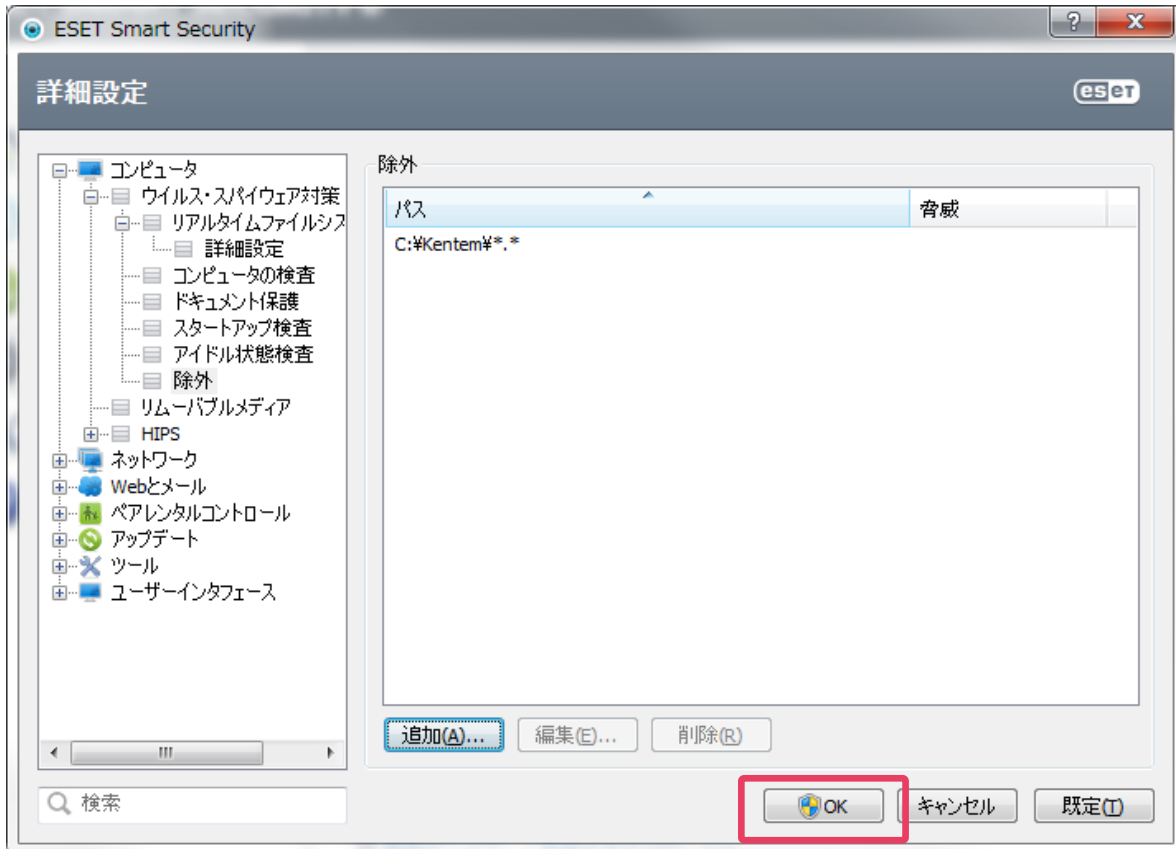 ESET Smart Security
詳細設定
eset
コンピュータ
ウイルス・スパイウェア対策
リアルタイムファイルシス
詳細設定
コンピュータの検査
ドキュメント保護
スタートアップ検査
アイドル状態検査
除外
リムーバブルメディア
HIPS
ネットワーク
Webとメール
ペアレンタルコントロール
アップデート
ツール
ユーザーインタフェース
検索
除外
パス 脅威
C:¥Kentem¥*.*
追加(A)... 編集(E)... 削除(R)
OK キャンセル 既定(T)